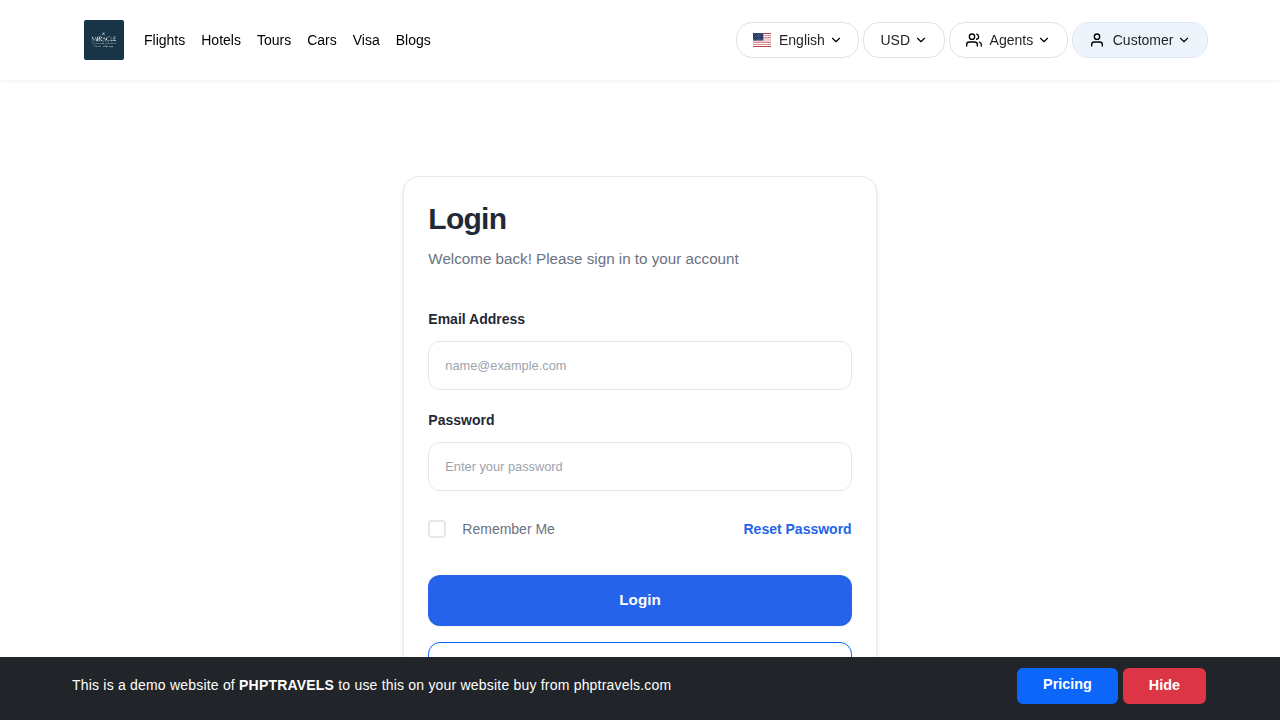 MIRACLE
Flights Hotels Tours Cars Visa Blogs
English USD Agents Customer
Login
Welcome back! Please sign in to your account
Email Address
name@example.com
Password
Enter your password
Remember Me Reset Password
Login
This is a demo website of PHPTRAVELS to use this on your website buy from phptravels.com
Pricing Hide